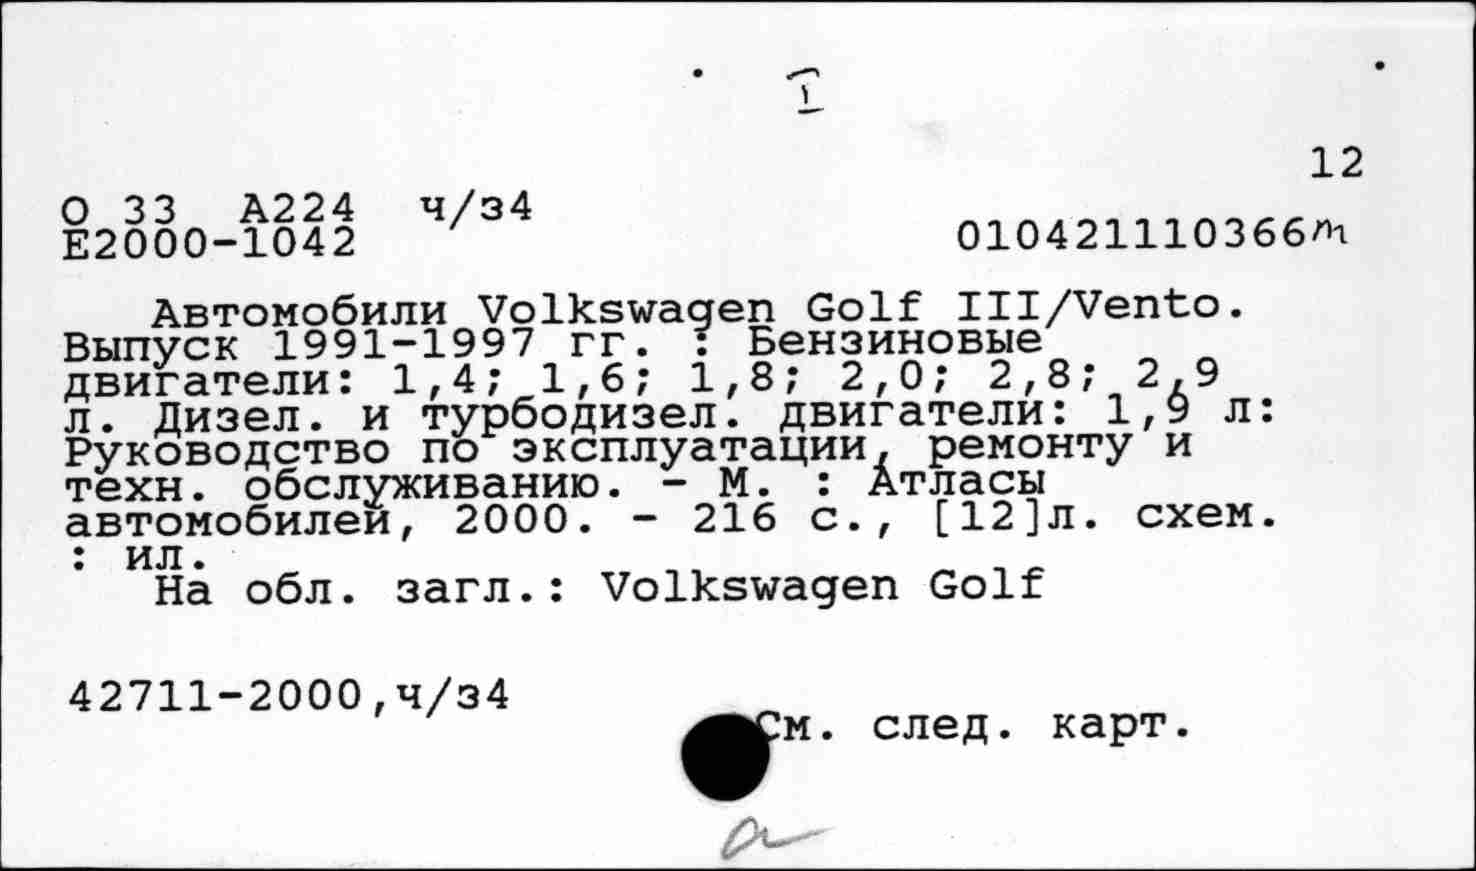 I
12
О 33 А224 ч/з4
Е2000-1042
010421110366m
Автомобили Volkswagen Golf III/Vento.
Выпуск 1991-1997 гг. : Бензиновые
двигатели: 1,4; 1,6; 1,8; 2,0; 2,8; 2,9
л. Дизел. и турбодизел. двигатели: 1,9 л:
Руководство по эксплуатации, ремонту и
техн. обслуживанию. - М. : Атласы
автомобилей, 2000. - 216 с., [12]л. схем.
: ил.
На обл. загл.: Volkswagen Golf
42711-2000,ч/з4
См. след. карт.
а